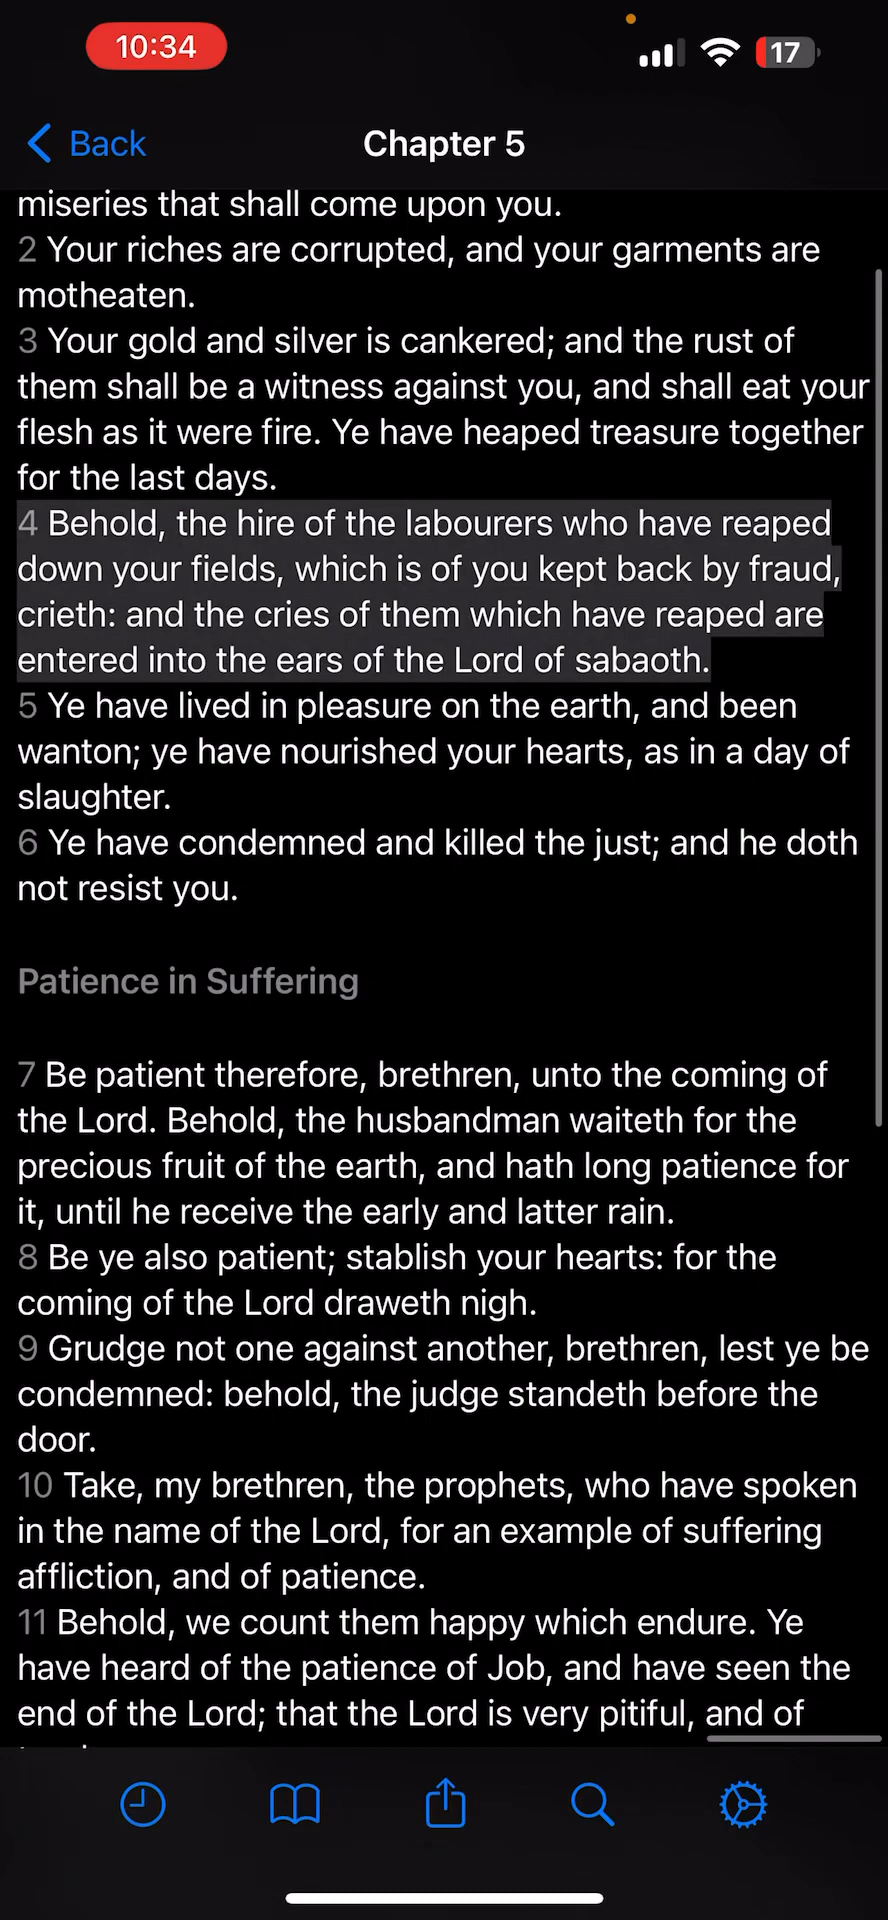 10:34
17
Back
Chapter 5
miseries that shall come upon you.
2 Your riches are corrupted, and your garments are
motheaten.
3 Your gold and silver is cankered; and the rust of
them shall be a witness against you, and shall eat your
flesh as it were fire. Ye have heaped treasure together
for the last days.
4 Behold, the hire of the labourers who have reaped
down your fields, which is of you kept back by fraud,
crieth: and the cries of them which have reaped are
entered into the ears of the Lord of sabaoth.
5 Ye have lived in pleasure on the earth, and been
wanton; ye have nourished your hearts, as in a day of
slaughter.
6 Ye have condemned and killed the just; and he doth
not resist you.
Patience in Suffering
7 Be patient therefore, brethren, unto the coming of
the Lord. Behold, the husbandman waiteth for the
precious fruit of the earth, and hath long patience for
it, until he receive the early and latter rain.
8 Be ye also patient; stablish your hearts: for the
coming of the Lord draweth nigh.
9 Grudge not one against another, brethren, lest ye be
condemned: behold, the judge standeth before the
door.
10 Take, my brethren, the prophets, who have spoken
in the name of the Lord, for an example of suffering
affliction, and of patience.
11 Behold, we count them happy which endure. Ye
have heard of the patience of Job, and have seen the
end of the Lord; that the Lord is very pitiful, and of